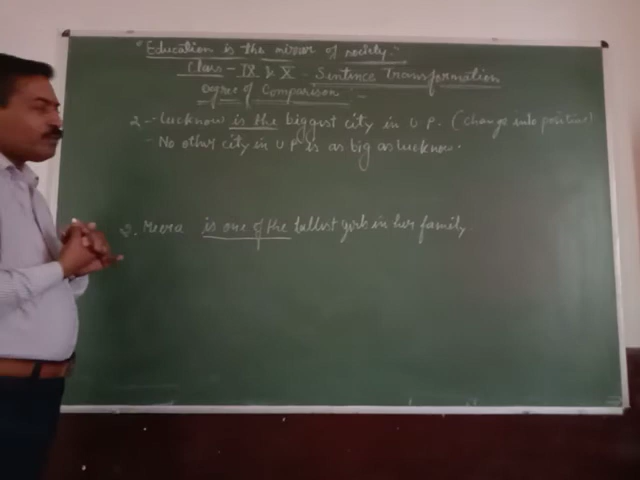 "Education is the mirror of society."
Class - IX & X - Sentence Transformation
Degree of Comparison :-
2 -. Lucknow is the biggest city in U P. (Change into positive)
- No other city in U P is as big as Lucknow.
2. Meera is one of the tallest girls in her family.